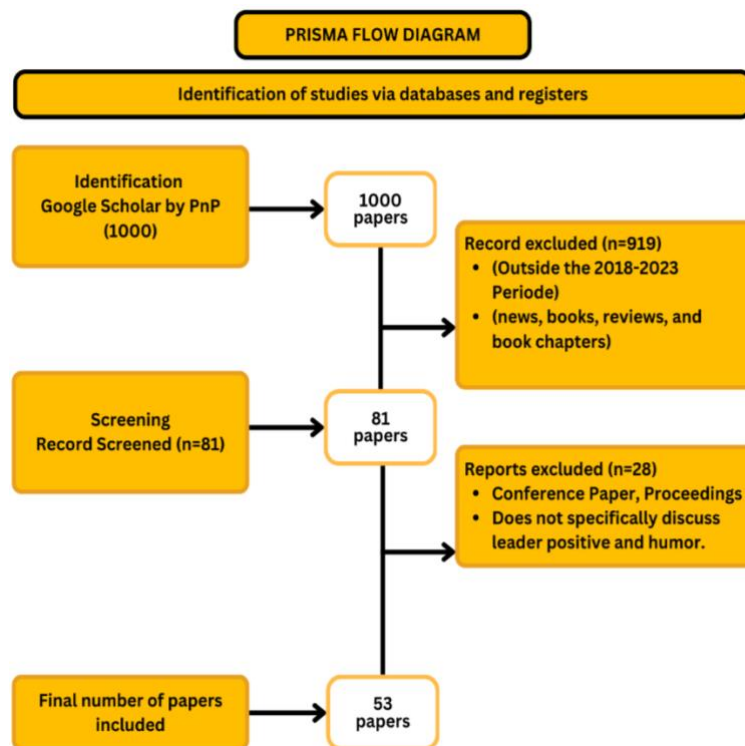 PRISMA FLOW DIAGRAM
Identification of studies via databases and registers
Identification
Google Scholar by PnP
(1000)
1000
papers
Record excluded (n=919)
• (Outside the 2018-2023
Periode)
• (news, books, reviews, and
book chapters)
Screening
Record Screened (n=81)
81
papers
Reports excluded (n=28)
• Conference Paper, Proceedings
• Does not specifically discuss
leader positive and humor.
Final number of papers
included
53
papers